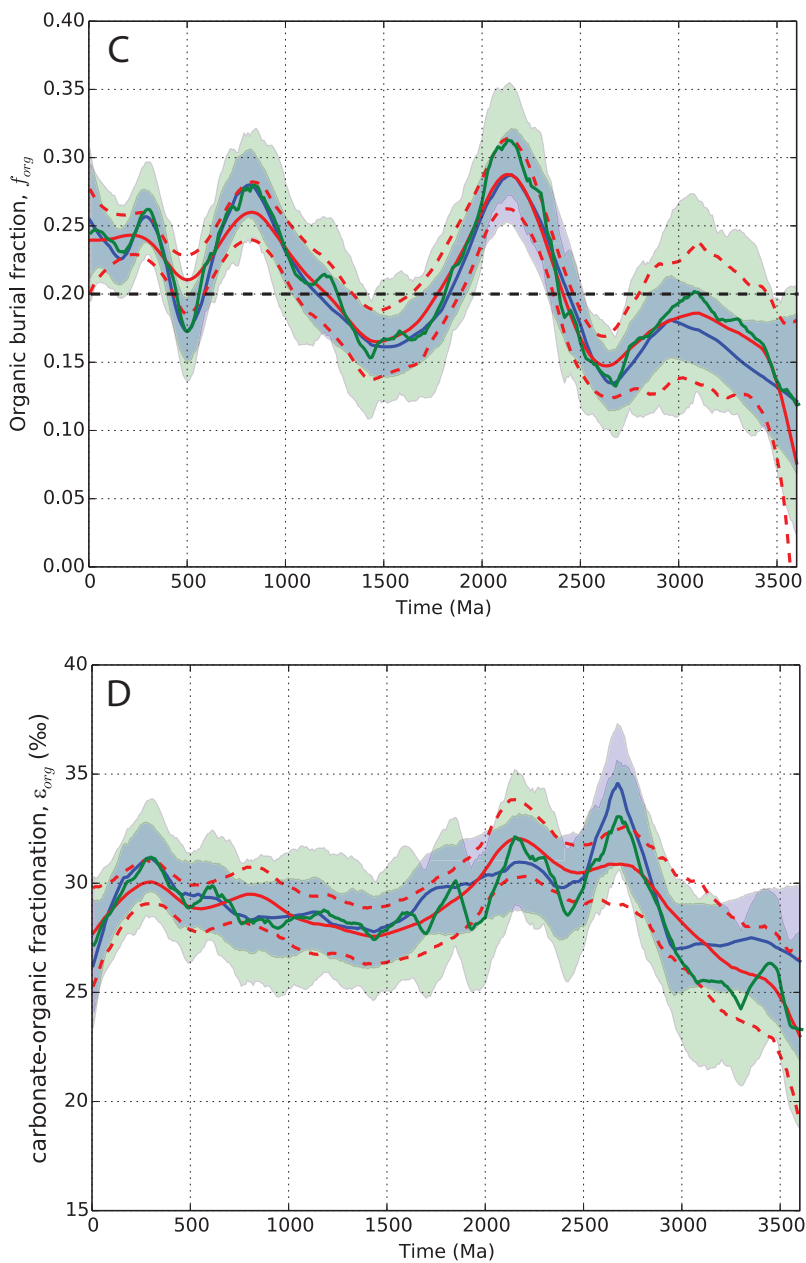 C
Organic burial fraction, f_org
0.40
0.35
0.30
0.25
0.20
0.15
0.10
0.05
0.00
0 500 1000 1500 2000 2500 3000 3500
Time (Ma)
D
carbonate-organic fractionation, ε_org (‰)
40
35
30
25
20
15
0 500 1000 1500 2000 2500 3000 3500
Time (Ma)